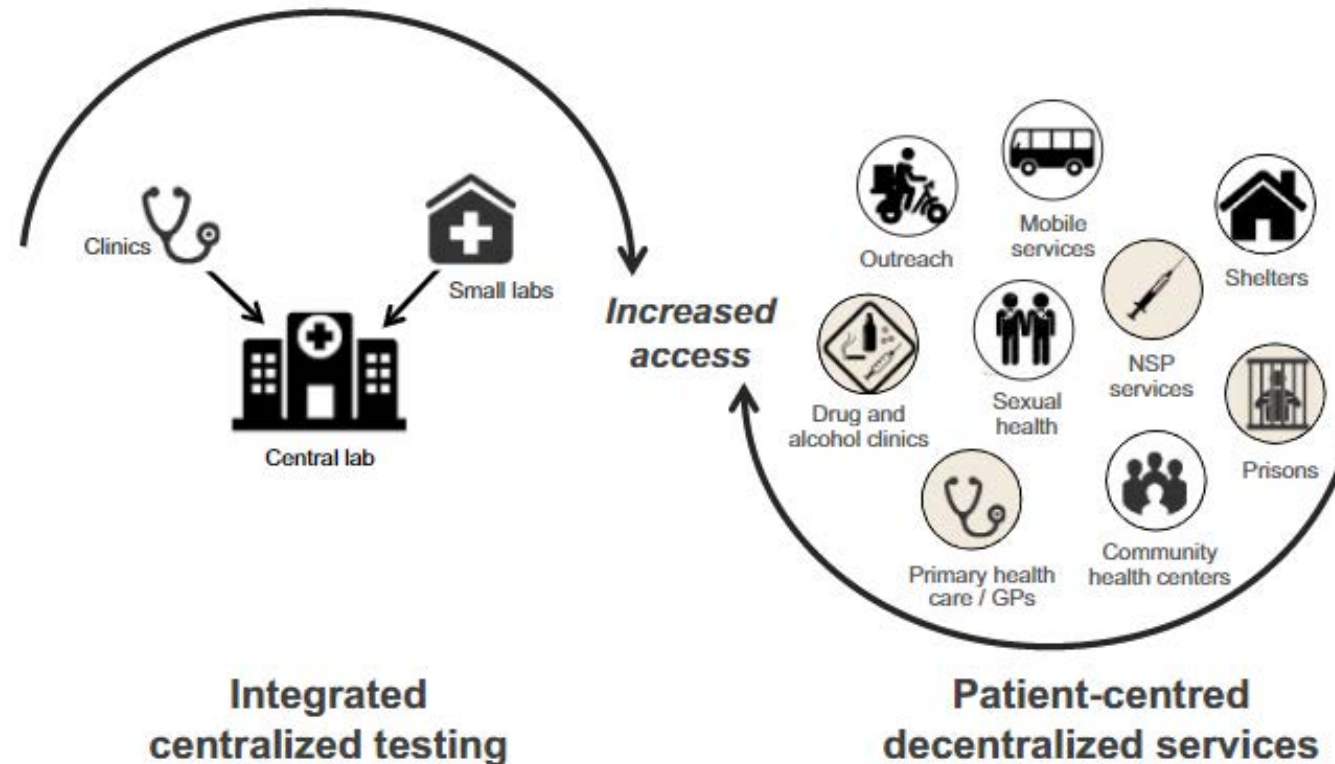 Clinics
Small labs
Central lab
Increased
access
Outreach
Mobile
services
Shelters
Drug and
alcohol clinics
Sexual
health
NSP
services
Prisons
Primary health
care / GPs
Community
health centers
Integrated
centralized testing
Patient-centred
decentralized services